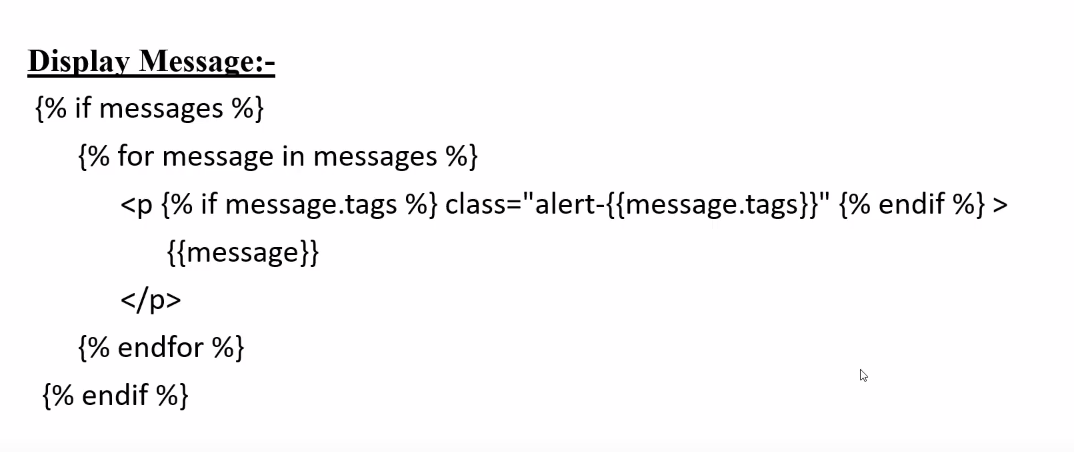 Display Message:-
{% if messages %}
{% for message in messages %}
<p {% if message.tags %} class="alert-{{message.tags}}" {% endif %} >
{{message}}
</p>
{% endfor %}
{% endif %}